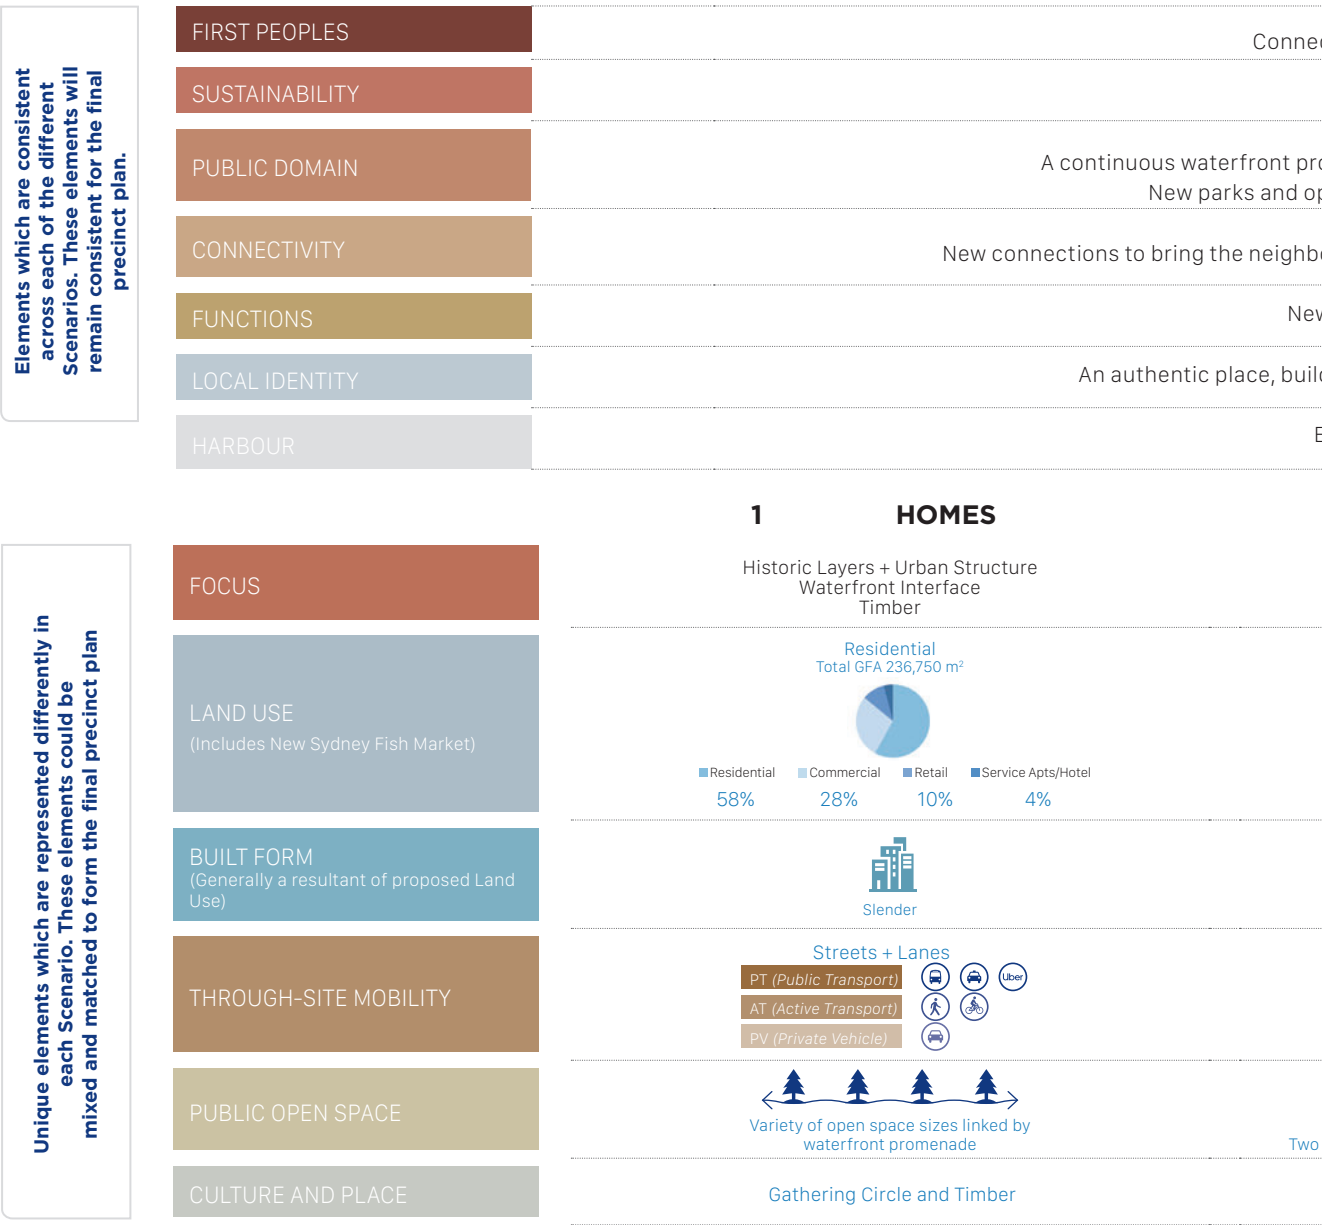 Elements which are consistent
across each of the different
Scenarios. These elements will
remain consistent for the final
precinct plan.
FIRST PEOPLES
SUSTAINABILITY
PUBLIC DOMAIN
A continuous waterfront
New parks and
CONNECTIVITY
New connections to bring the
FUNCTIONS
LOCAL IDENTITY
An authentic place,
HARBOUR
1 HOMES
Unique elements which are represented differently in
each Scenario. These elements could be
mixed and matched to form the final precinct plan
FOCUS
Historic Layers + Urban Structure
Waterfront Interface
Timber
LAND USE
(Includes New Sydney Fish Market)
Residential
Total GFA 236,750 m²
Residential Commercial Retail Service Apts/Hotel
58% 28% 10% 4%
BUILT FORM
(Generally a resultant of proposed Land
Use)
Slender
THROUGH-SITE MOBILITY
Streets + Lanes
PT (Public Transport) Uber
AT (Active Transport)
PV (Private Vehicle)
PUBLIC OPEN SPACE
Variety of open space sizes linked by
waterfront promenade
Two
CULTURE AND PLACE
Gathering Circle and Timber